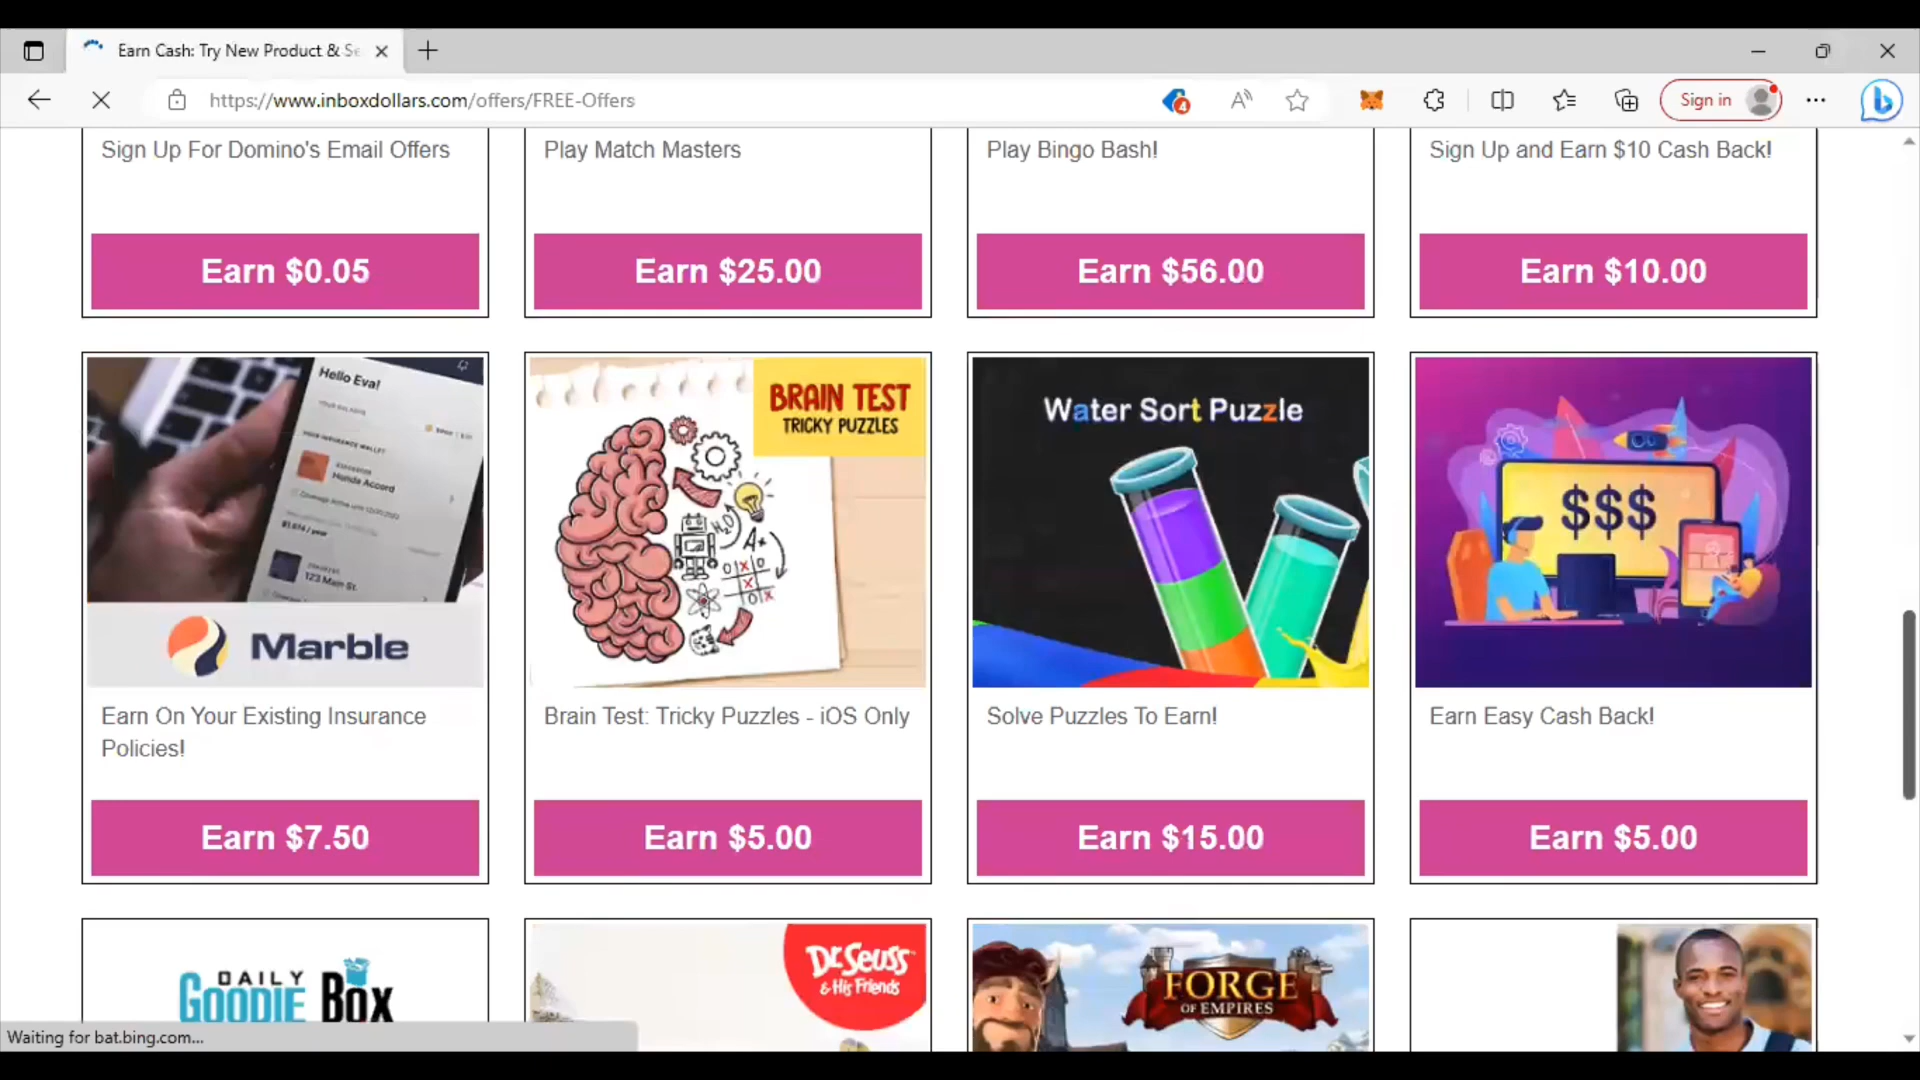 Earn Cash: Try New Product & Se
https://www.inboxdollars.com/offers/FREE-Offers
4
Sign in
Sign Up For Domino's Email Offers
Play Match Masters
Play Bingo Bash!
Sign Up and Earn $10 Cash Back!
Earn $0.05
Earn $25.00
Earn $56.00
Earn $10.00
Hello Eva!
Honda Accord
123 Main St.
Marble
BRAIN TEST
TRICKY PUZZLES
H₂O
A+
Water Sort Puzzle
$$$
Earn On Your Existing Insurance
Policies!
Brain Test: Tricky Puzzles - iOS Only
Solve Puzzles To Earn!
Earn Easy Cash Back!
Earn $7.50
Earn $5.00
Earn $15.00
Earn $5.00
DAILY
GOODIE BOX
Dr. Seuss
& His Friends
FORGE
OF EMPIRES
Waiting for bat.bing.com...